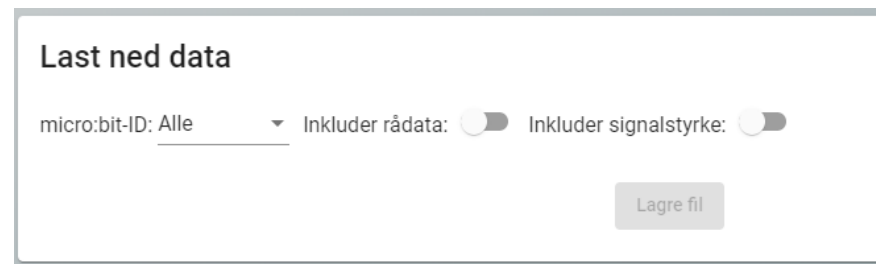 Last ned data
micro:bit-ID: Alle Inkluder rådata: Inkluder signalstyrke:
Lagre fil